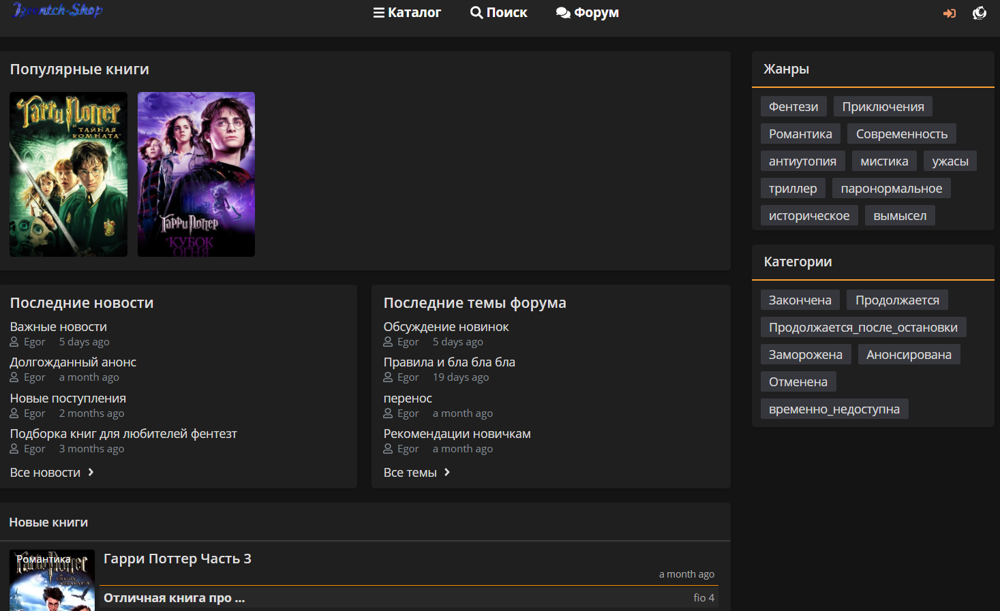 Каталог
Поиск
Форум
Популярные книги
Гарри Поттер
и
ТАЙНАЯ
КОМНАТА
Гарри Поттер
и КУБОК
ОГНЯ
Последние новости
Важные новости
Egor 5 days ago
Долгожданный анонс
Egor a month ago
Новые поступления
Egor 2 months ago
Подборка книг для любителей фентезт
Egor 3 months ago
Все новости
Последние темы форума
Обсуждение новинок
Egor 5 days ago
Правила и бла бла бла
Egor 19 days ago
перенос
Egor a month ago
Рекомендации новичкам
Egor a month ago
Все темы
Новые книги
Романтика
Гарри Поттер Часть 3
a month ago
Отличная книга про ...
fio 4
Жанры
Фентези Приключения
Романтика Современность
антиутопия мистика ужасы
триллер паронормальное
историческое вымысел
Категории
Закончена Продолжается
Продолжается_после_остановки
Заморожена Анонсирована
Отменена
временно_недоступна